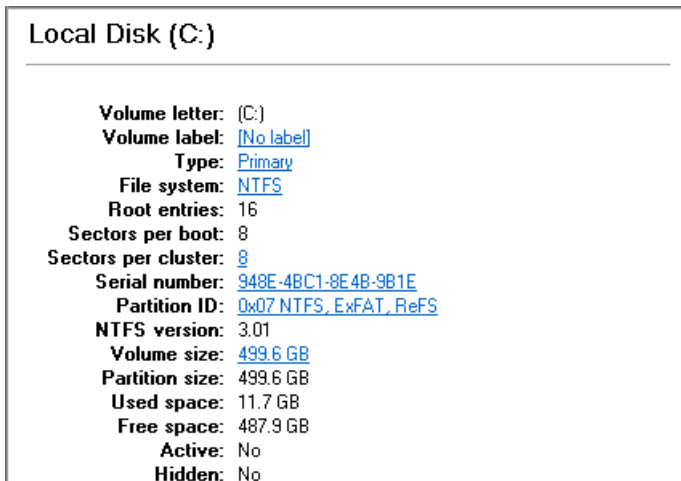 Local Disk (C:)
Volume letter: (C:)
Volume label: [No label]
Type: Primary
File system: NTFS
Root entries: 16
Sectors per boot: 8
Sectors per cluster: 8
Serial number: 948E-4BC1-8E4B-9B1E
Partition ID: 0x07 NTFS, ExFAT, ReFS
NTFS version: 3.01
Volume size: 499.6 GB
Partition size: 499.6 GB
Used space: 11.7 GB
Free space: 487.9 GB
Active: No
Hidden: No